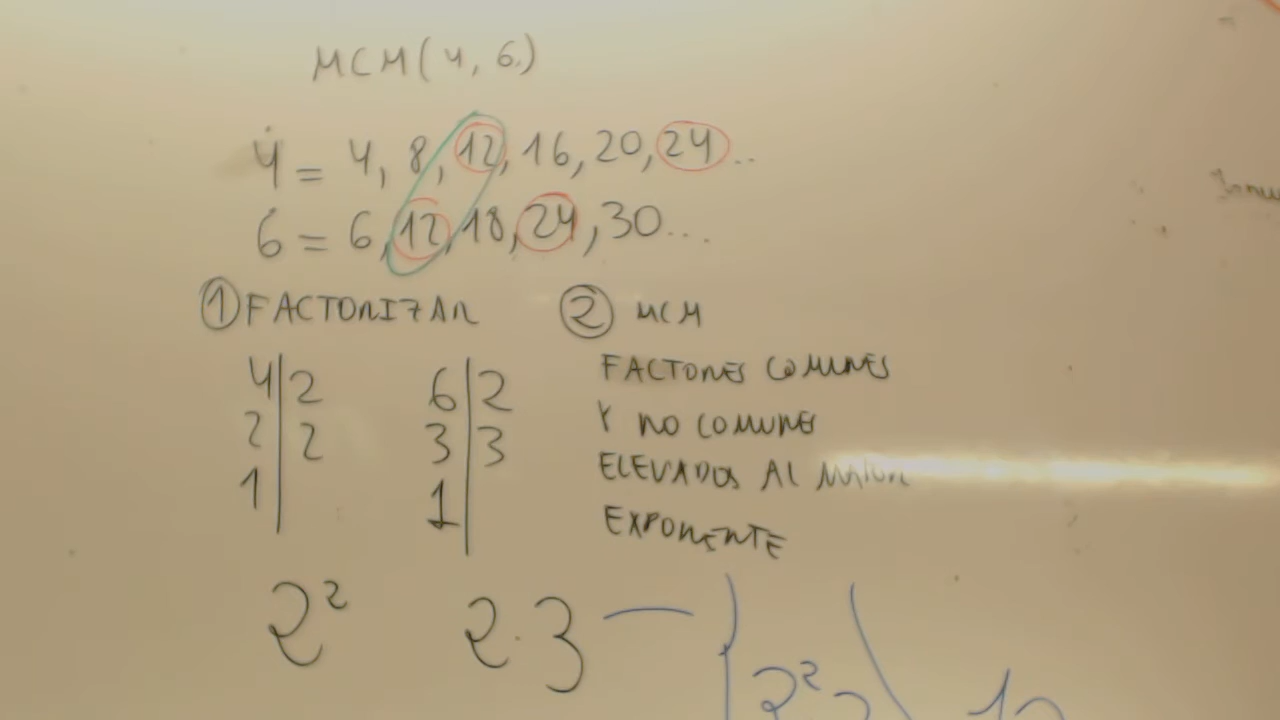 MCM(4, 6)
4̇ = 4, 8, 12, 16, 20, 24...
6̇ = 6, 12, 18, 24, 30...
① FACTORIZAR
4|2
2|2
1|
2²
6|2
3|3
1|
2·3
② MCM
FACTORES COMUNES
Y NO COMUNES
ELEVADOS AL MAYOR
EXPONENTE
2²